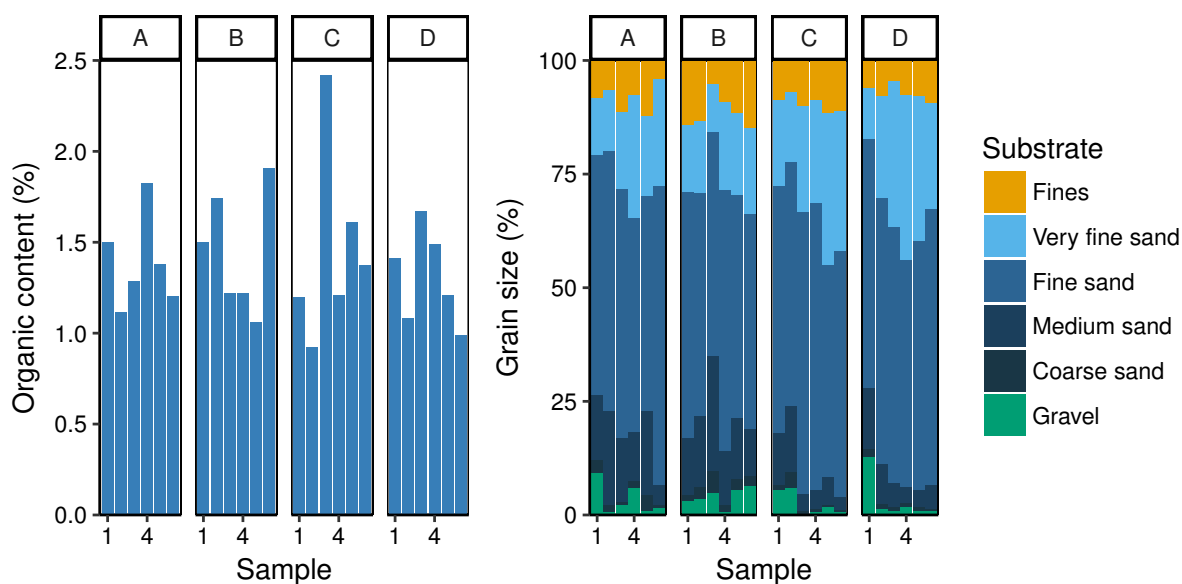 A B C D
Organic content (%)
2.5
2.0
1.5
1.0
0.5
0.0
1 4 1 4 1 4 1 4
Sample
A B C D
Grain size (%)
100
75
50
25
0
1 4 1 4 1 4 1 4
Sample
Substrate
Fines
Very fine sand
Fine sand
Medium sand
Coarse sand
Gravel